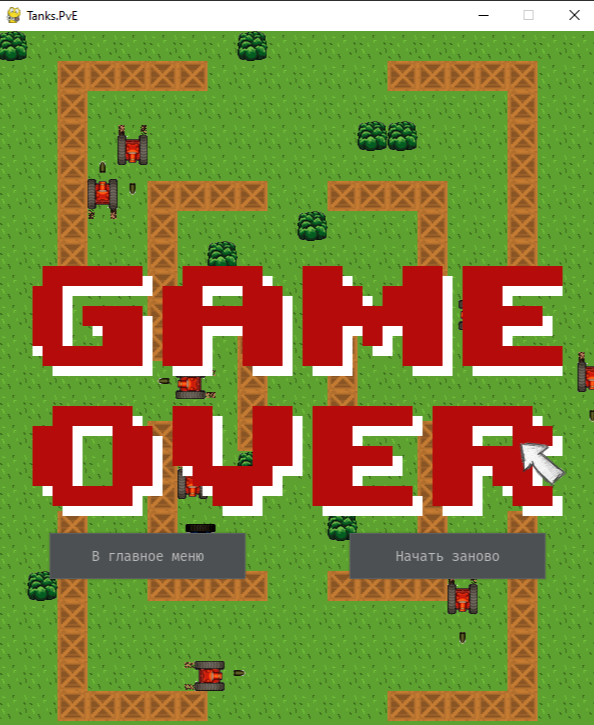 Tanks.PvE
GAME
OVER
В главное меню
Начать заново